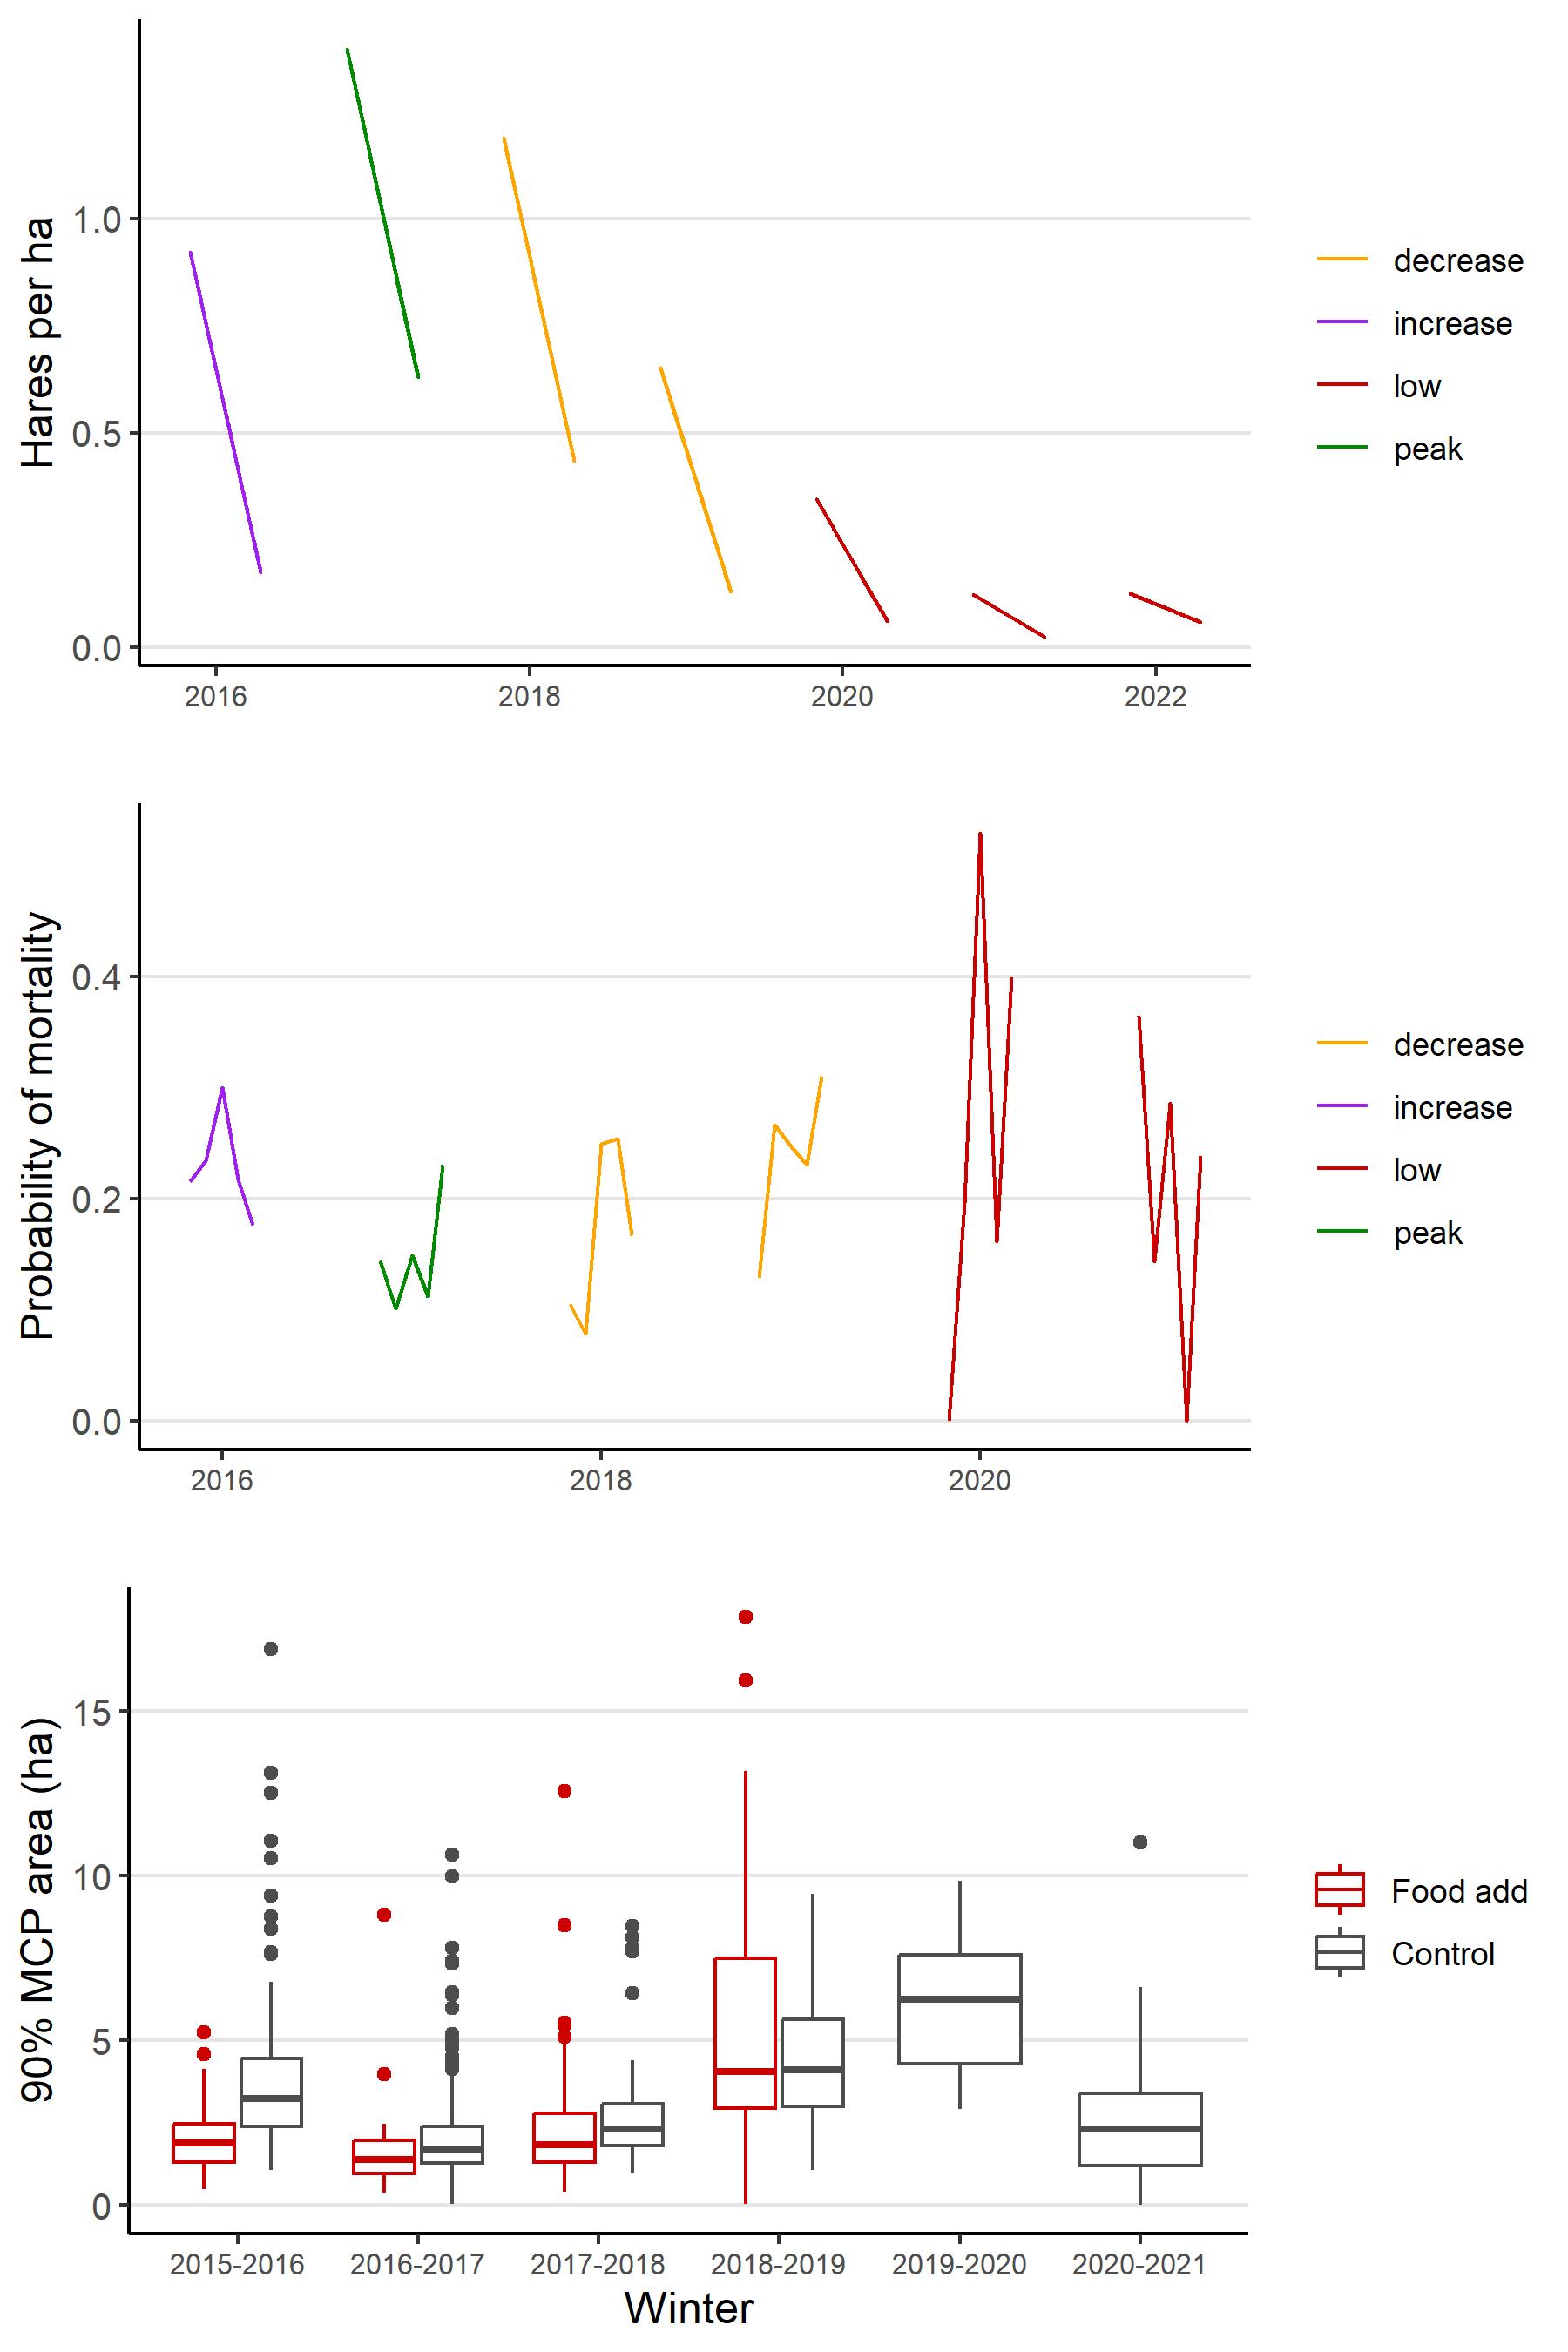 Hares per ha
1.0
0.5
0.0
2016 2018 2020 2022
decrease
increase
low
peak
Probability of mortality
0.4
0.2
0.0
2016 2018 2020
decrease
increase
low
peak
90% MCP area (ha)
15
10
5
0
2015-2016 2016-2017 2017-2018 2018-2019 2019-2020 2020-2021
Winter
Food add
Control